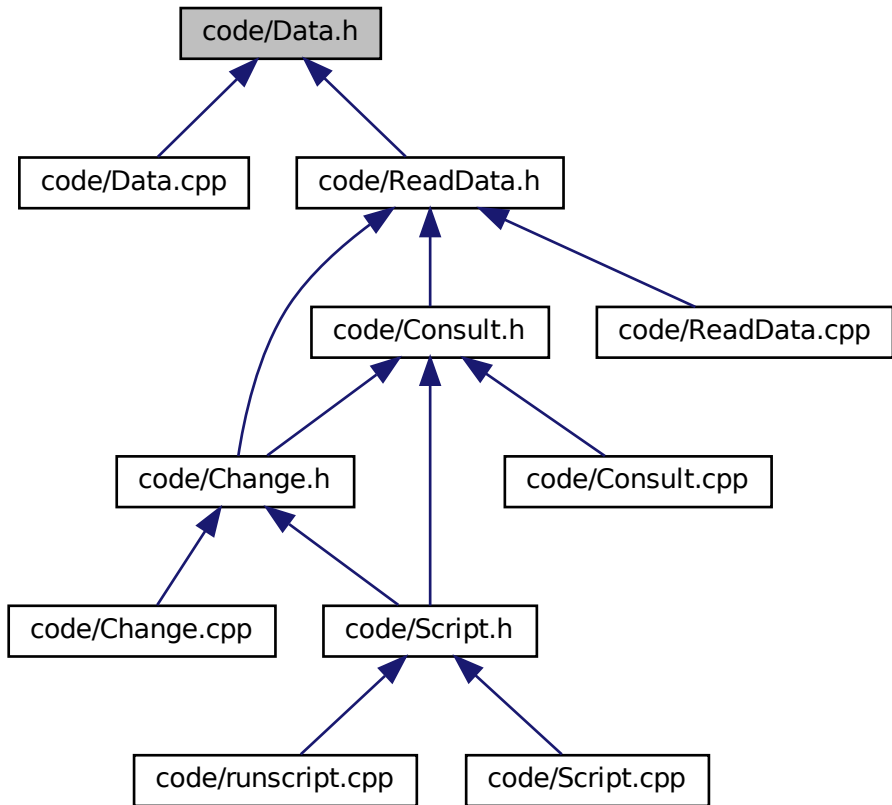 code/Data.h
code/Data.cpp
code/ReadData.h
code/Consult.h
code/ReadData.cpp
code/Change.h
code/Consult.cpp
code/Change.cpp
code/Script.h
code/runscript.cpp
code/Script.cpp